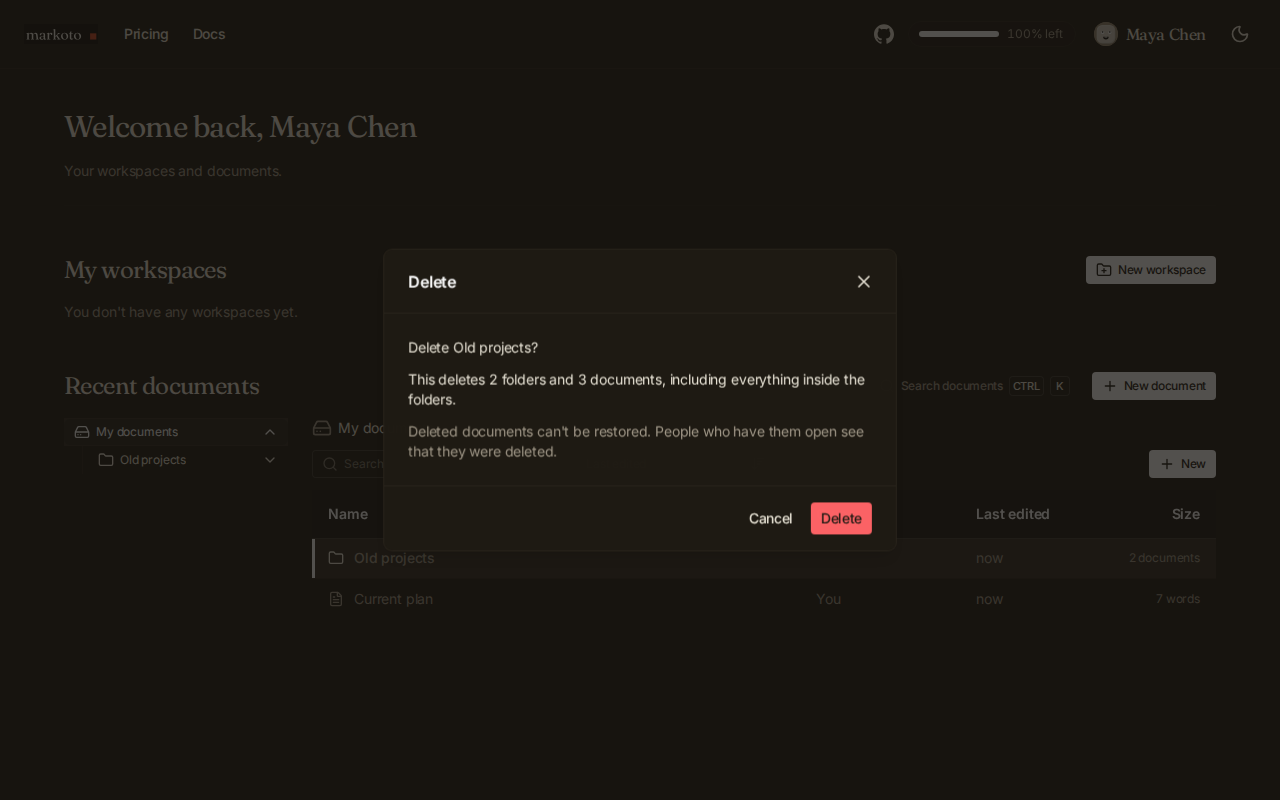 markoto Pricing Docs 100% left Maya Chen
Welcome back, Maya Chen
Your workspaces and documents.
My workspaces
New workspace
You don't have any workspaces yet.
Recent documents
Search documents CTRL K
New document
My documents
Old projects
My doc
Search
New
Name Last edited Size
Old projects now 2 documents
Current plan You now 7 words
Delete
Delete Old projects?
This deletes 2 folders and 3 documents, including everything inside the
folders.
Deleted documents can't be restored. People who have them open see
that they were deleted.
Cancel Delete